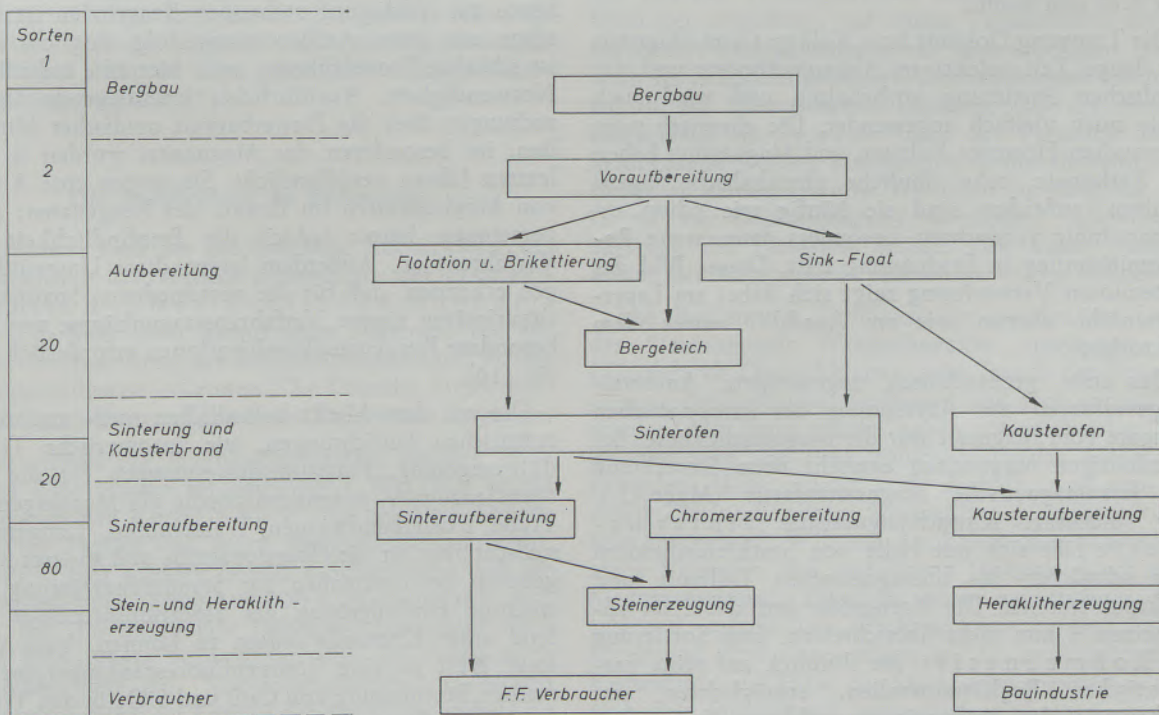 Sorten
1
Bergbau
Bergbau
2
Voraufbereitung
Aufbereitung
Flotation u. Brikettierung
Sink-Float
20
Bergeteich
Sinterung und
Kausterbrand
Sinterofen
Kausterofen
20
Sinteraufbereitung
Sinteraufbereitung
Chromerzaufbereitung
Kausteraufbereitung
80
Stein- und Heraklith-
erzeugung
Steinerzeugung
Heraklitherzeugung
Verbraucher
F.F. Verbraucher
Bauindustrie